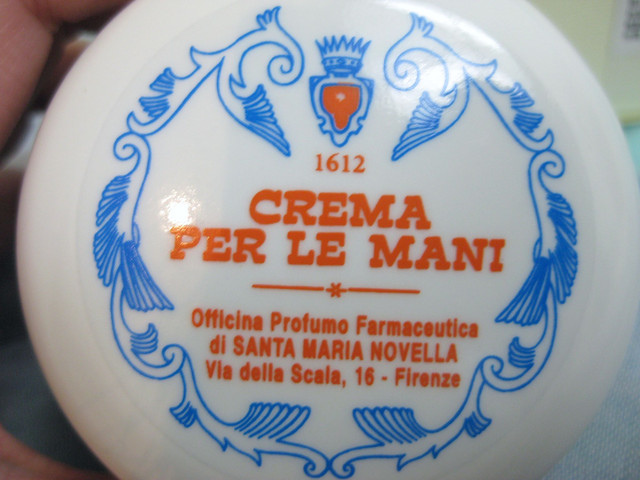 1612
CREMA
PER LE MANI
Officina Profumo Farmaceutica
di SANTA MARIA NOVELLA
Via della Scala, 16 - Firenze